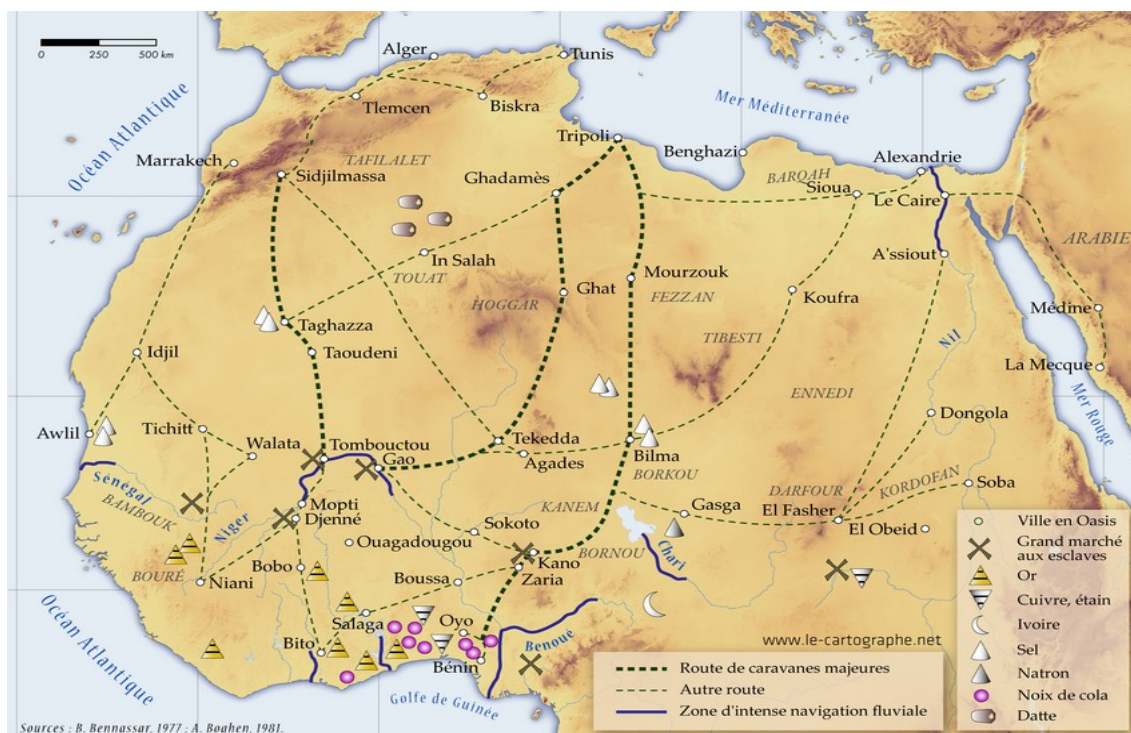 0 250 500 km
Océan Atlantique
Alger
Tunis
Tlemcen
Biskra
Mer Méditerranée
Tripoli
Benghazi
Alexandrie
Marrakech
TAFILALET
Sidjilmassa
Ghadamès
BARQAH
Sioua
Le Caire
ARABIE
In Salah
TOUAT
A'ssiout
HOGGAR
Ghat
Mourzouk
FEZZAN
Koufra
Médine
Taghazza
TIBESTI
Nil
Idjil
Taoudeni
La Mecque
ENNEDI
Mer Rouge
Awlil
Tichitt
Walata
Tombouctou
Gao
Tekedda
Agades
Bilma
BORKOU
Dongola
Sénégal
BAMBOUK
Niger
Mopti
Djenné
KANEM
Gasga
DARFOUR
KORDOFAN
Soba
Sokoto
El Fasher
El Obeid
Ouagadougou
BORNOU
Chari
Kano
Zaria
BOURÉ
Niani
Bobo
Boussa
Salaga
Oyo
Bito
Bénin
Benoue
Océan Atlantique
Golfe de Guinée
www.le-cartographe.net
Route de caravanes majeures
Autre route
Zone d'intense navigation fluviale
Ville en Oasis
Grand marché
aux esclaves
Or
Cuivre, étain
Ivoire
Sel
Natron
Noix de cola
Datte
Sources : B. Bennassar, 1977 ; A. Boahen, 1981.